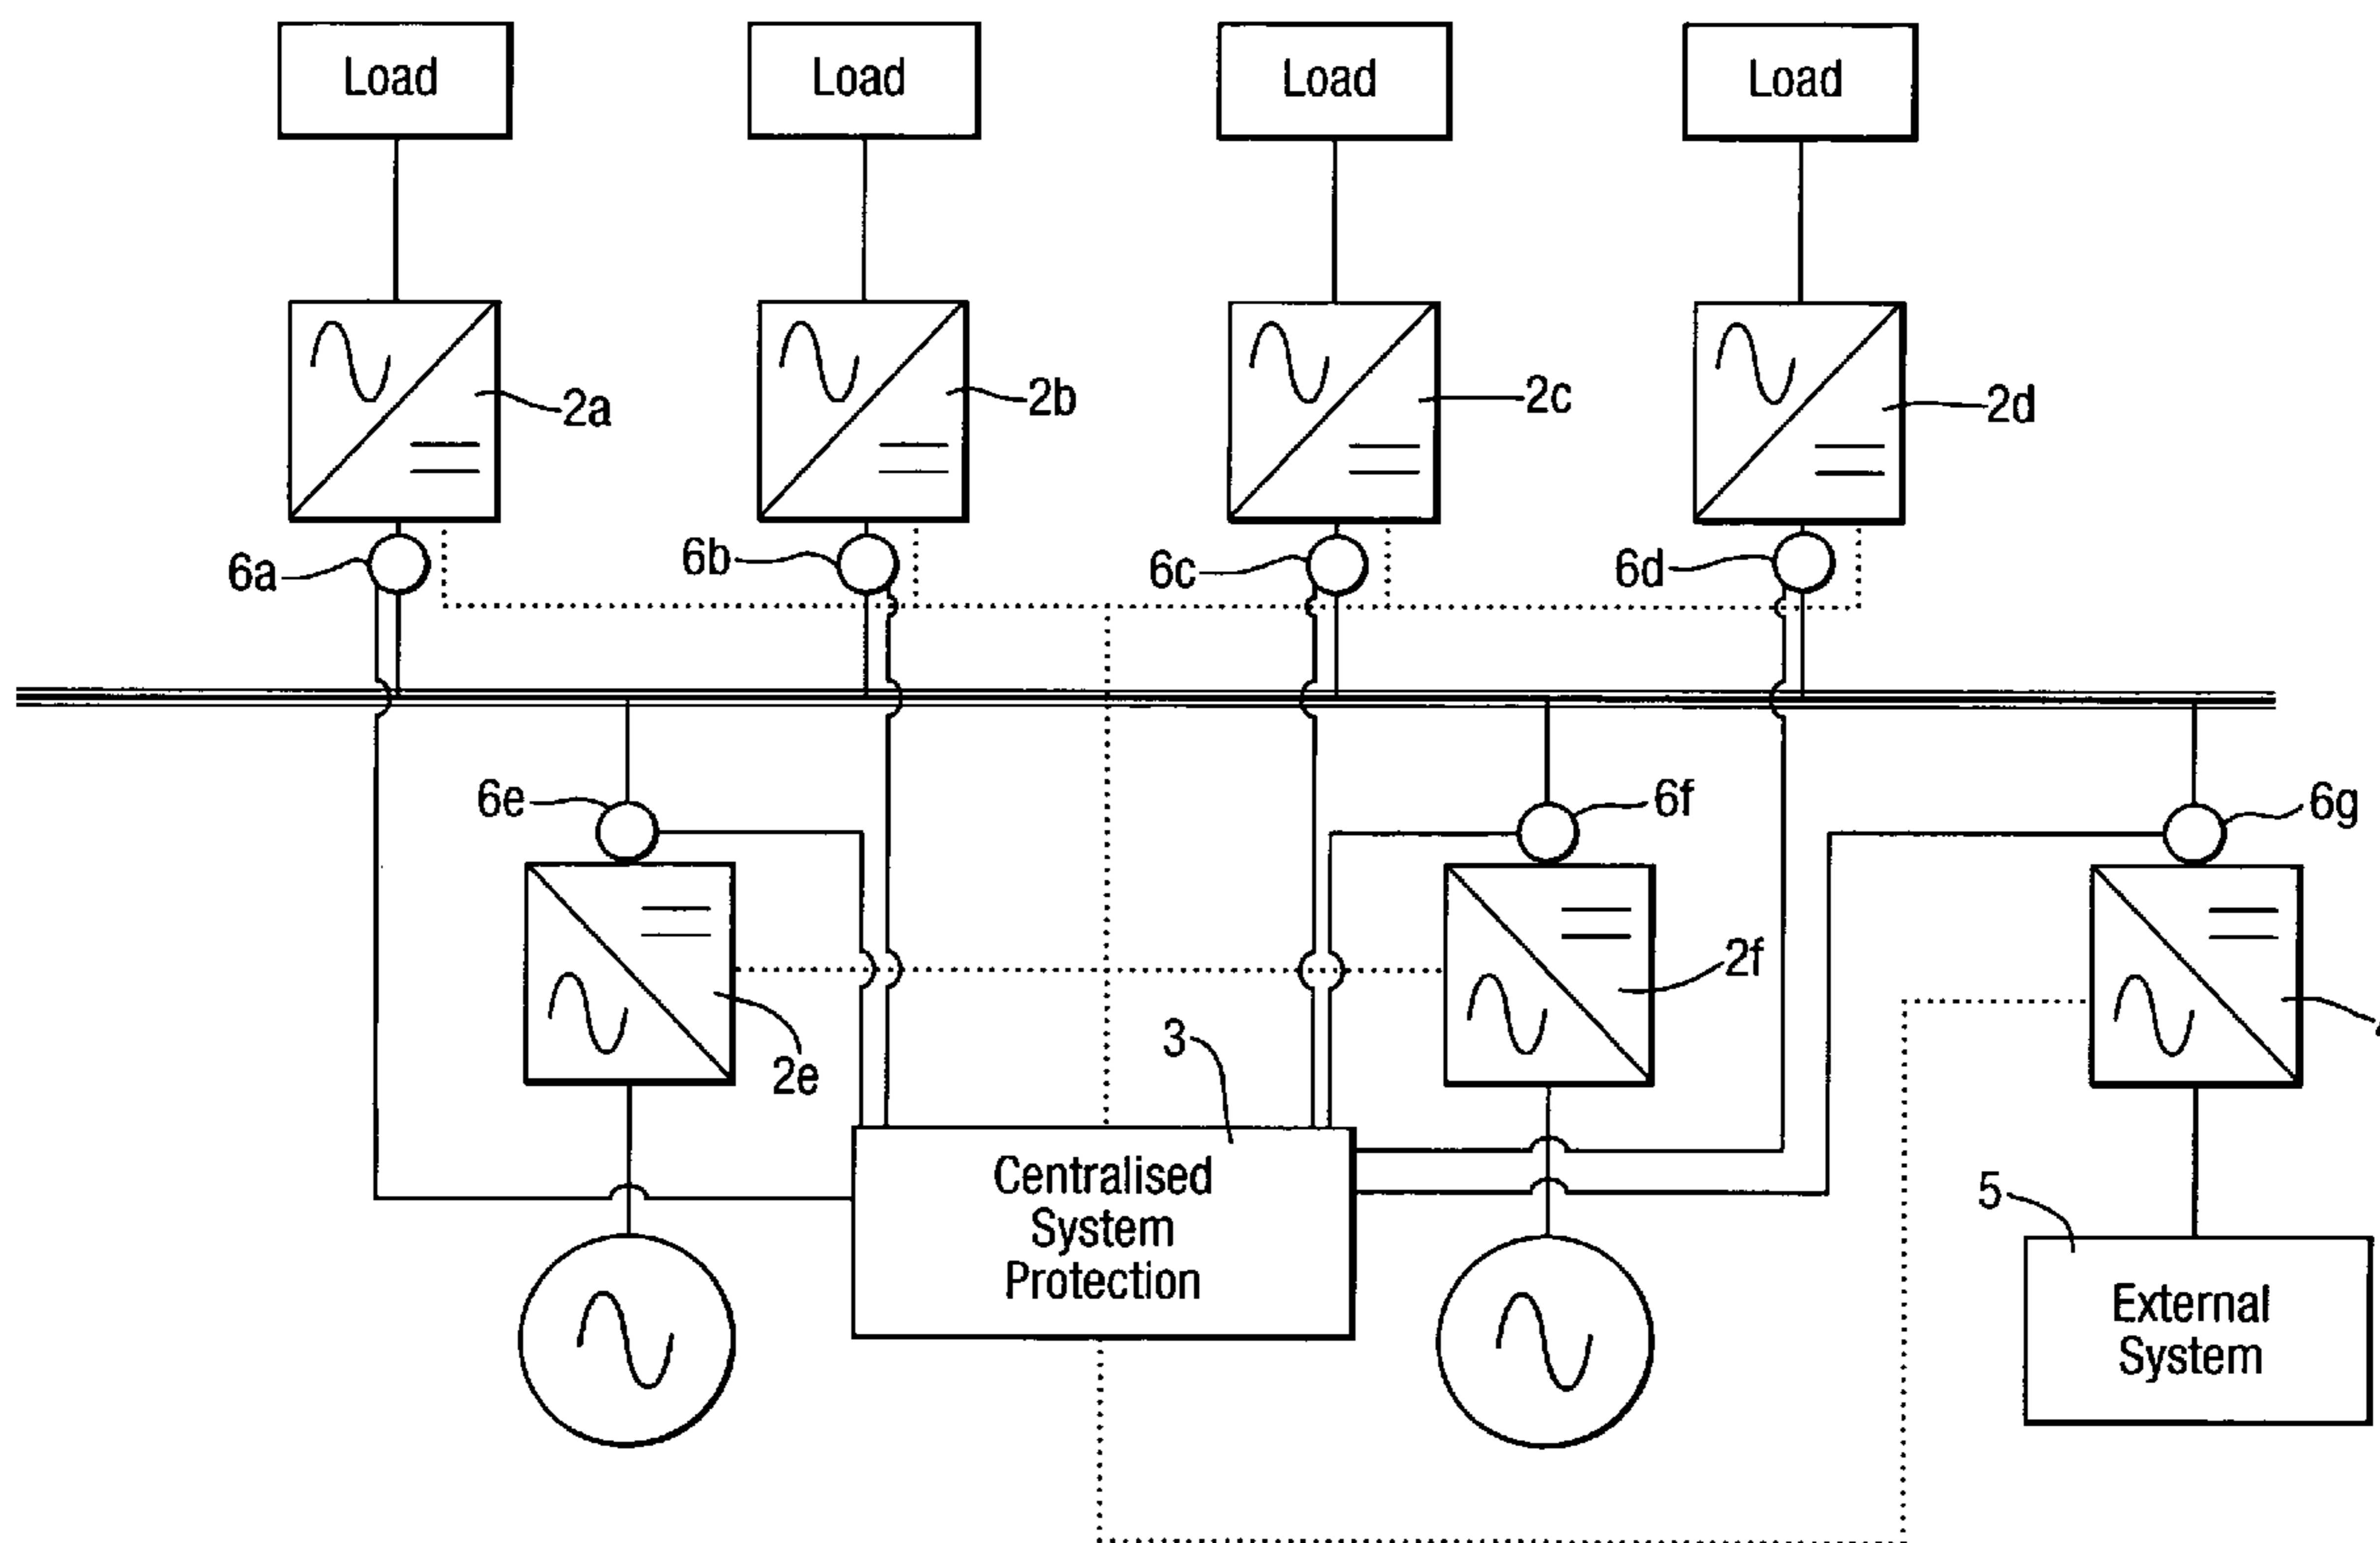 Load
Load
Load
Load
2a
2b
2c
2d
6a
6b
6c
6d
6e
6f
6g
2e
2f
3
Centralised
System
Protection
5
External
System